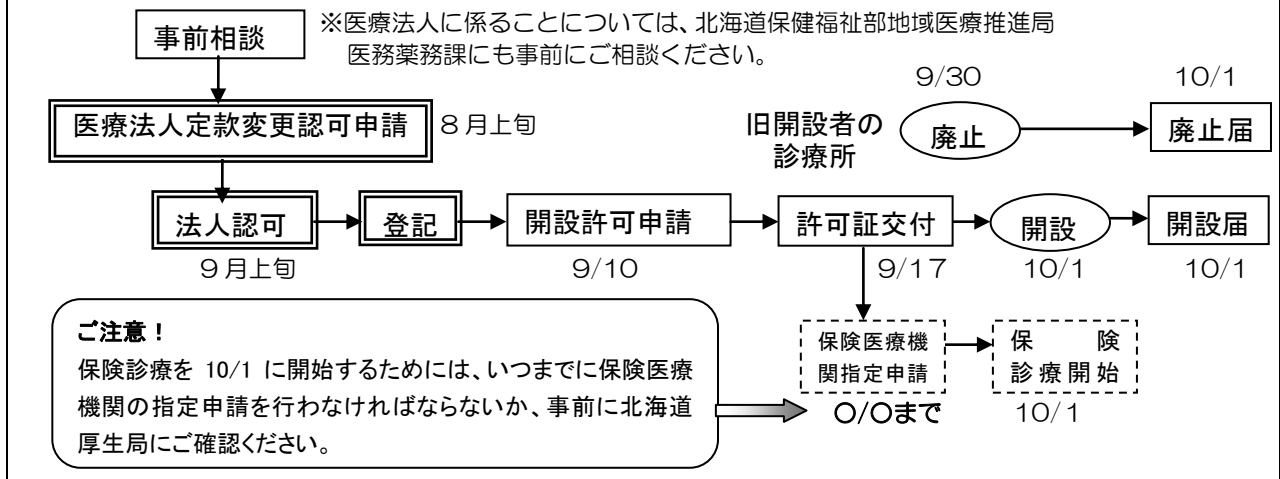 事前相談
※医療法人に係ることについては、北海道保健福祉部地域医療推進局
医務薬務課にも事前にご相談ください。
9/30
10/1
医療法人定款変更認可申請
8月上旬
旧開設者の
診療所
廃止
廃止届
法人認可
登記
開設許可申請
許可証交付
開設
開設届
9月上旬
9/10
9/17
10/1
10/1
ご注意！
保険診療を 10/1 に開始するためには、いつまでに保険医療
機関の指定申請を行わなければならないか、事前に北海道
厚生局にご確認ください。
保険医療機
関指定申請
保　　険
診療開始
〇/〇まで
10/1